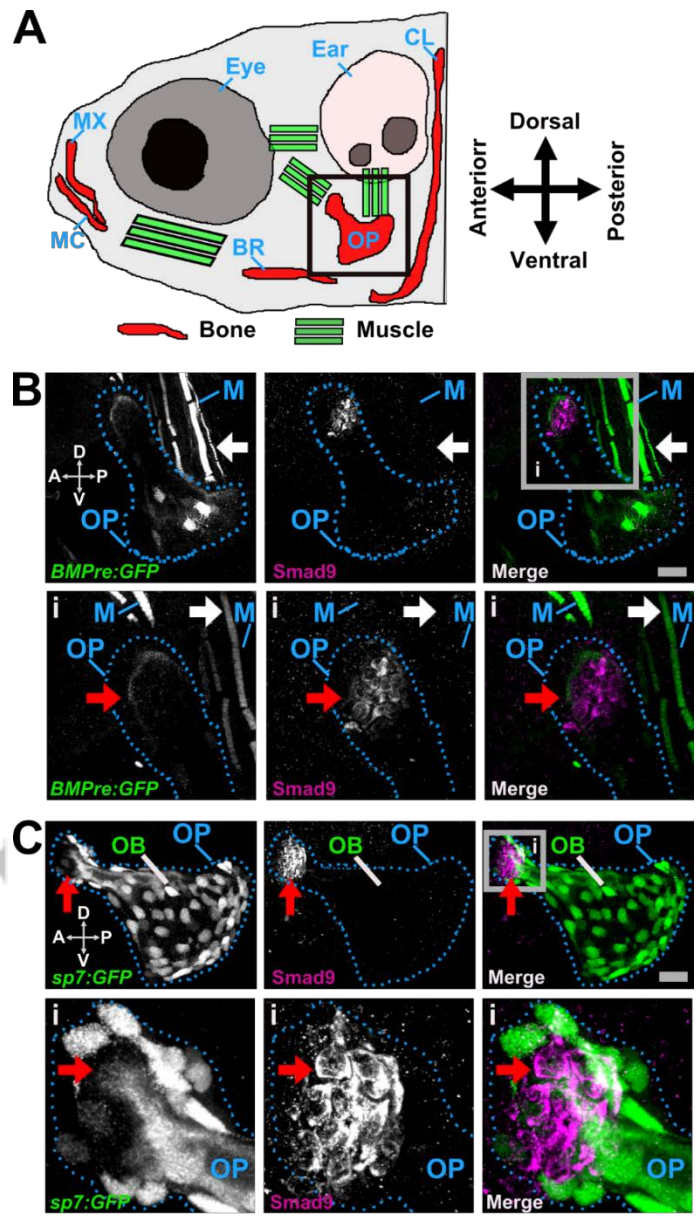 A
Eye
Ear
CL
MX
MC
BR
OP
Bone
Muscle
Dorsal
Anteriorr
Posterior
Ventral
B
M
D
A P
V
OP
BMPre:GFP
M
OP
Smad9
i
Merge
i
M
M
OP
BMPre:GFP
i
M
M
OP
Smad9
i
M
M
OP
Merge
C
OB
OP
D
A P
V
sp7:GFP
OB
OP
Smad9
i
OB
OP
Merge
i
OP
sp7:GFP
i
OP
Smad9
i
OP
Merge